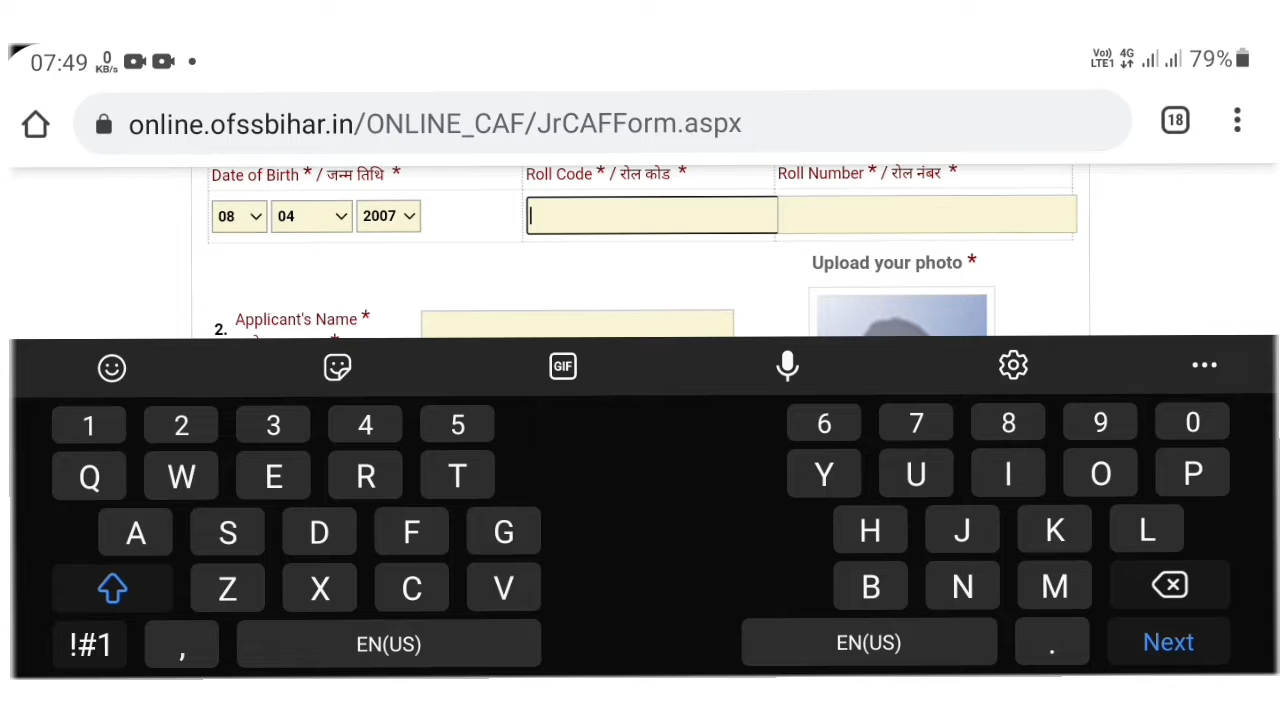 07:49 0 KB/s Vo)) LTE1 4G 79%
online.ofssbihar.in/ONLINE_CAF/JrCAFForm.aspx 18
Date of Birth * / जन्म तिथि * Roll Code * / रोल कोड * Roll Number * / रोल नंबर *
08 04 2007
Upload your photo *
2. Applicant's Name *
GIF
1 2 3 4 5 6 7 8 9 0
Q W E R T Y U I O P
A S D F G H J K L
Z X C V B N M
!#1 , EN(US) EN(US) . Next